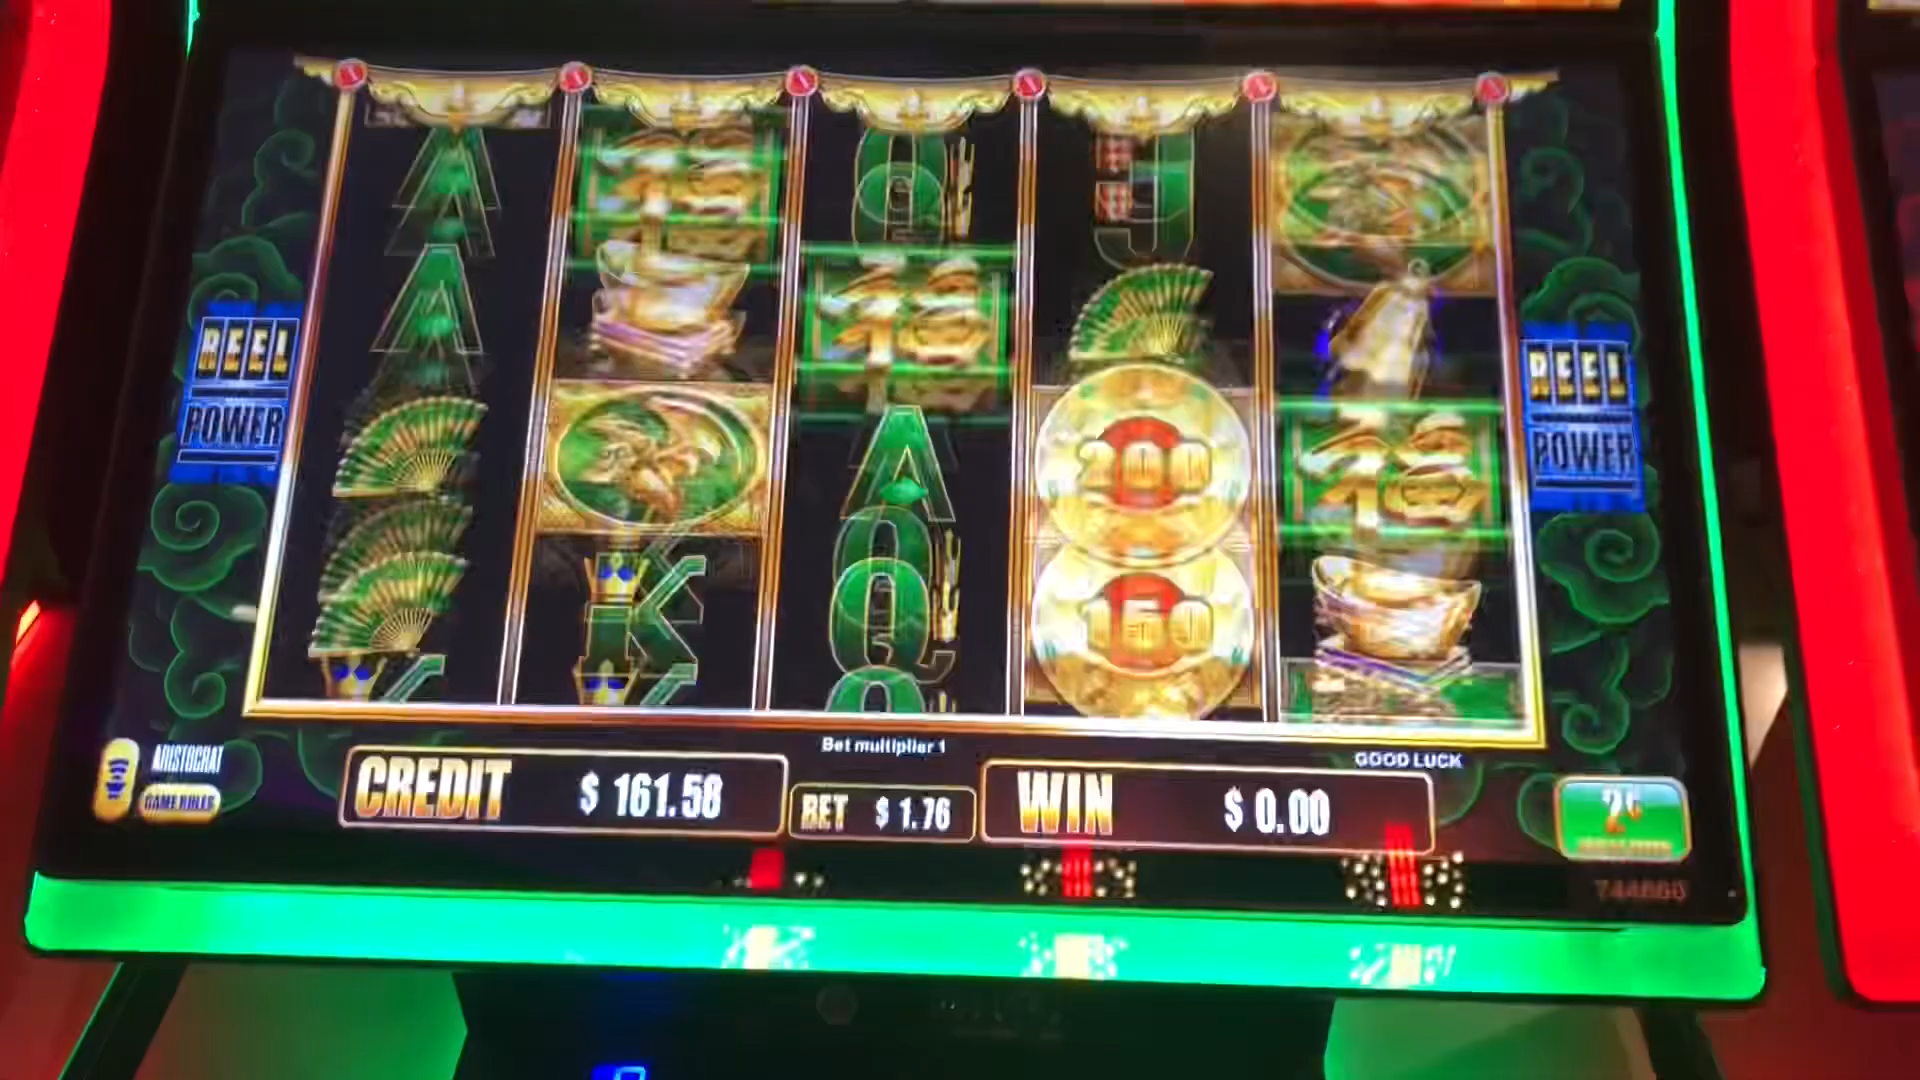 REEL
POWER
REEL
POWER
A
Q
J
A
A
200
Q
150
K
Q
Bet multiplier 1
GOOD LUCK
ARISTOCRAT
GAME RULES
CREDIT $ 161.58
BET $ 1.76
WIN $ 0.00
2¢